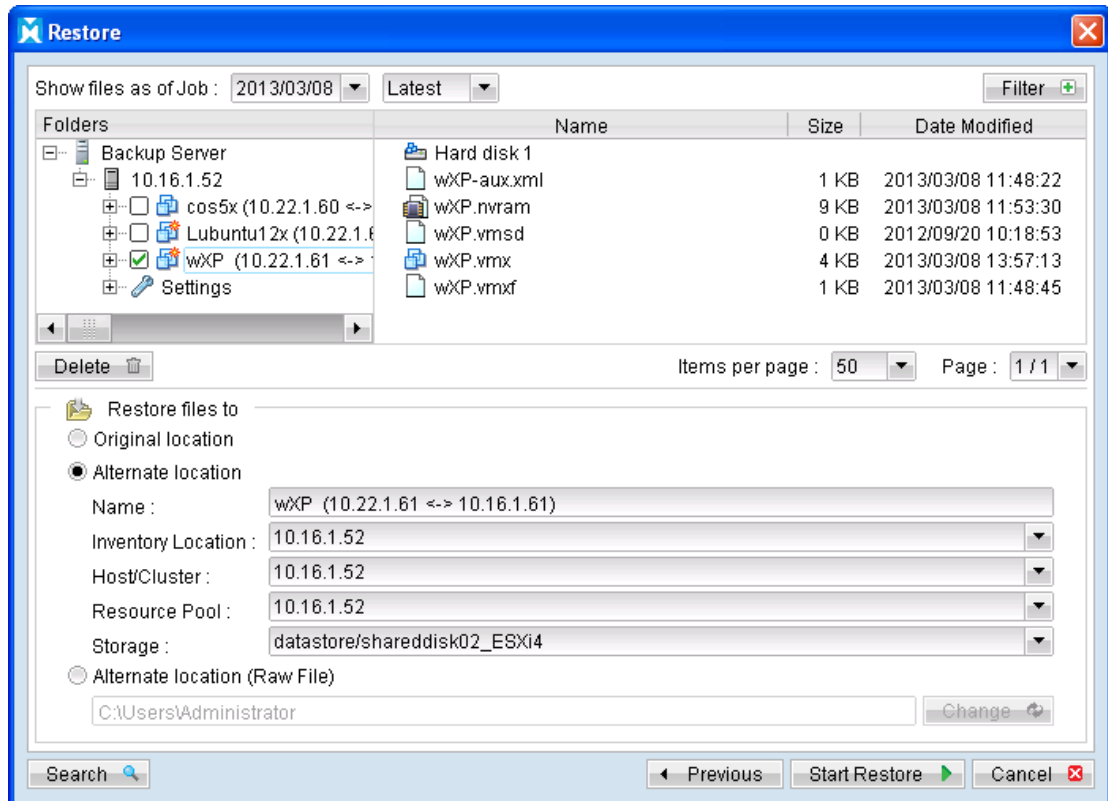 Restore
Show files as of Job : 2013/03/08 Latest Filter
Folders Name Size Date Modified
Backup Server Hard disk 1
10.16.1.52 wXP-aux.xml 1 KB 2013/03/08 11:48:22
cos5x (10.22.1.60 <-> wXP.nvram 9 KB 2013/03/08 11:53:30
Lubuntu12x (10.22.1.6 wXP.vmsd 0 KB 2012/09/20 10:18:53
wXP (10.22.1.61 <-> wXP.vmx 4 KB 2013/03/08 13:57:13
Settings wXP.vmxf 1 KB 2013/03/08 11:48:45
Delete Items per page : 50 Page : 1 / 1
Restore files to
Original location
Alternate location
Name : wXP (10.22.1.61 <-> 10.16.1.61)
Inventory Location : 10.16.1.52
Host/Cluster : 10.16.1.52
Resource Pool : 10.16.1.52
Storage : datastore/shareddisk02_ESXi4
Alternate location (Raw File)
C:\Users\Administrator Change
Search Previous Start Restore Cancel